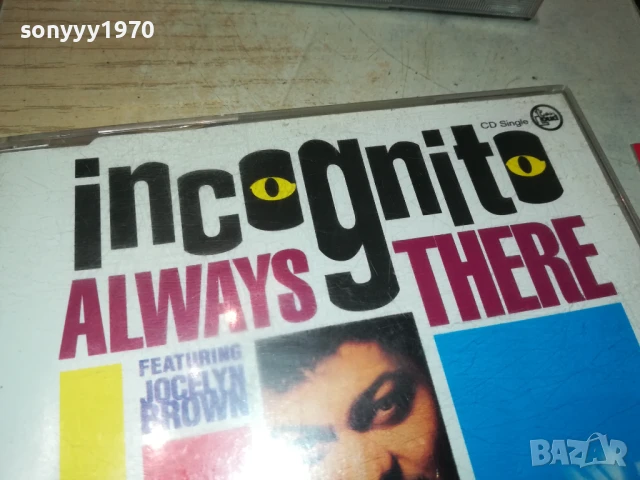 sonyyy1970
CD Single
incognito
ALWAYS THERE
FEATURING
JOCELYN
BROWN
BAZAR